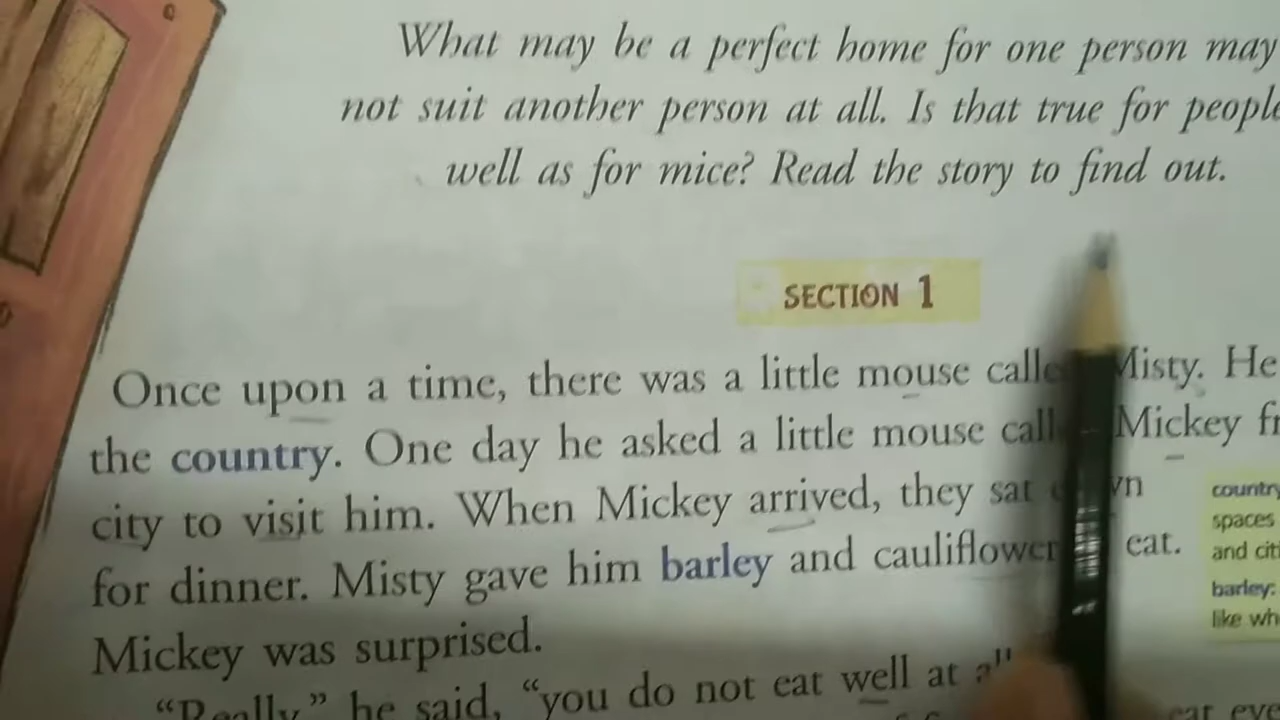 What may be a perfect home for one person may
not suit another person at all. Is that true for people
well as for mice? Read the story to find out.
SECTION 1
Once upon a time, there was a little mouse called Misty. He
the country. One day he asked a little mouse called Mickey
city to visit him. When Mickey arrived, they sat down
for dinner. Misty gave him barley and cauliflower eat.
Mickey was surprised.
"Really," he said, "you do not eat well at all
country
spaces
and
barley:
like